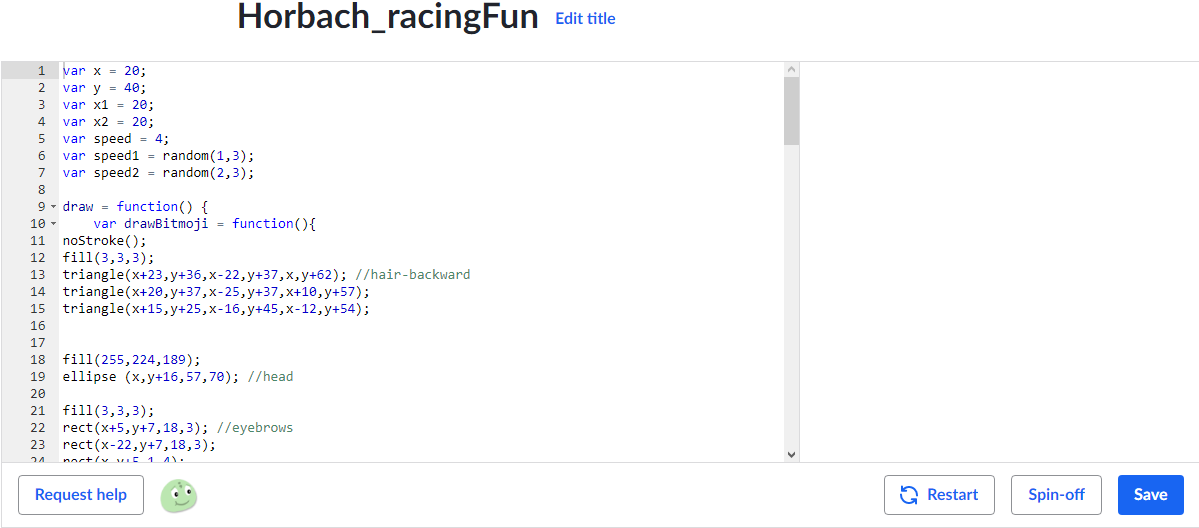 Horbach_racingFun Edit title
1 var x = 20;
2 var y = 40;
3 var x1 = 20;
4 var x2 = 20;
5 var speed = 4;
6 var speed1 = random(1,3);
7 var speed2 = random(2,3);
8
9 draw = function() {
10 var drawBitmoji = function(){
11 noStroke();
12 fill(3,3,3);
13 triangle(x+23,y+36,x-22,y+37,x,y+62); //hair-backward
14 triangle(x+20,y+37,x-25,y+37,x+10,y+57);
15 triangle(x+15,y+25,x-16,y+45,x-12,y+54);
16
17
18 fill(255,224,189);
19 ellipse (x,y+16,57,70); //head
20
21 fill(3,3,3);
22 rect(x+5,y+7,18,3); //eyebrows
23 rect(x-22,y+7,18,3);
24 rect(x,y+5,1,4);
Request help Restart Spin-off Save